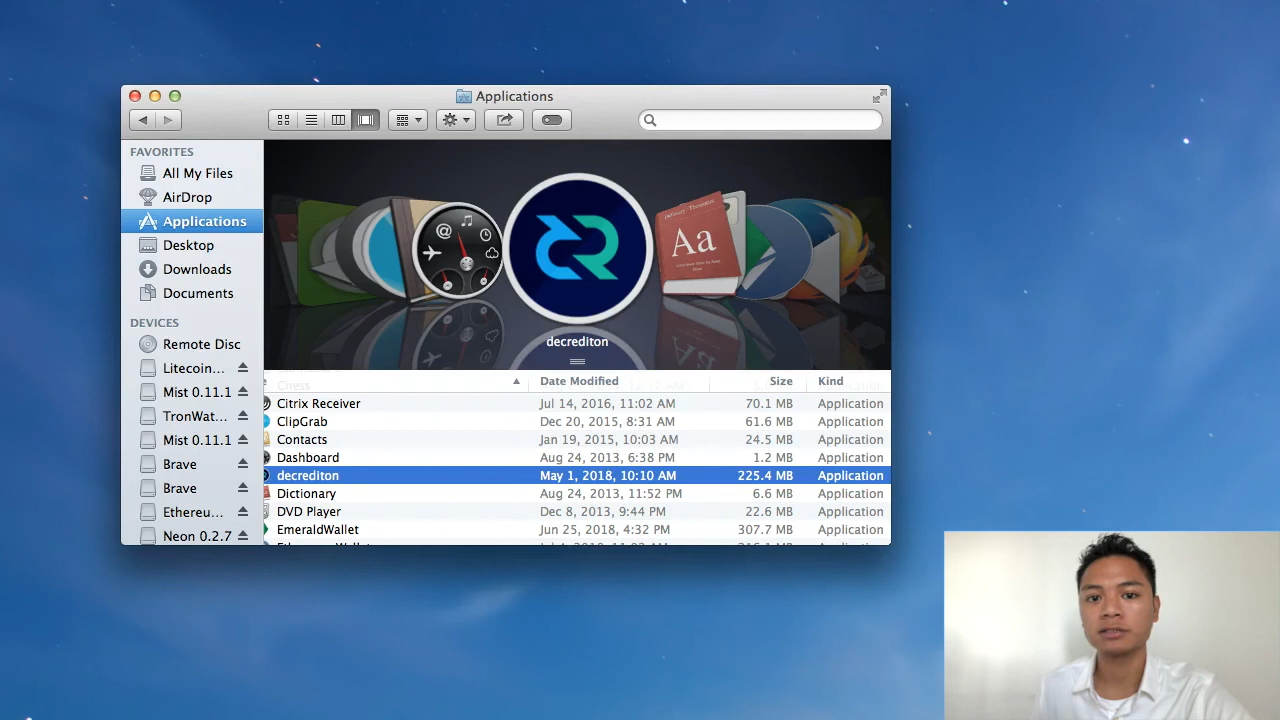 Applications
FAVORITES
All My Files
AirDrop
Applications
Desktop
Downloads
Documents
DEVICES
Remote Disc
Litecoin...
Mist 0.11.1
TronWat...
Mist 0.11.1
Brave
Brave
Ethereu...
Neon 0.2.7
Aa
decrediton
Date Modified Size Kind
Chess
Citrix Receiver Jul 14, 2016, 11:02 AM 70.1 MB Application
ClipGrab Dec 20, 2015, 8:31 AM 61.6 MB Application
Contacts Jan 19, 2015, 10:03 AM 24.5 MB Application
Dashboard Aug 24, 2013, 6:38 PM 1.2 MB Application
decrediton May 1, 2018, 10:10 AM 225.4 MB Application
Dictionary Aug 24, 2013, 11:52 PM 6.6 MB Application
DVD Player Dec 8, 2013, 9:44 PM 22.6 MB Application
EmeraldWallet Jun 25, 2018, 4:32 PM 307.7 MB Application